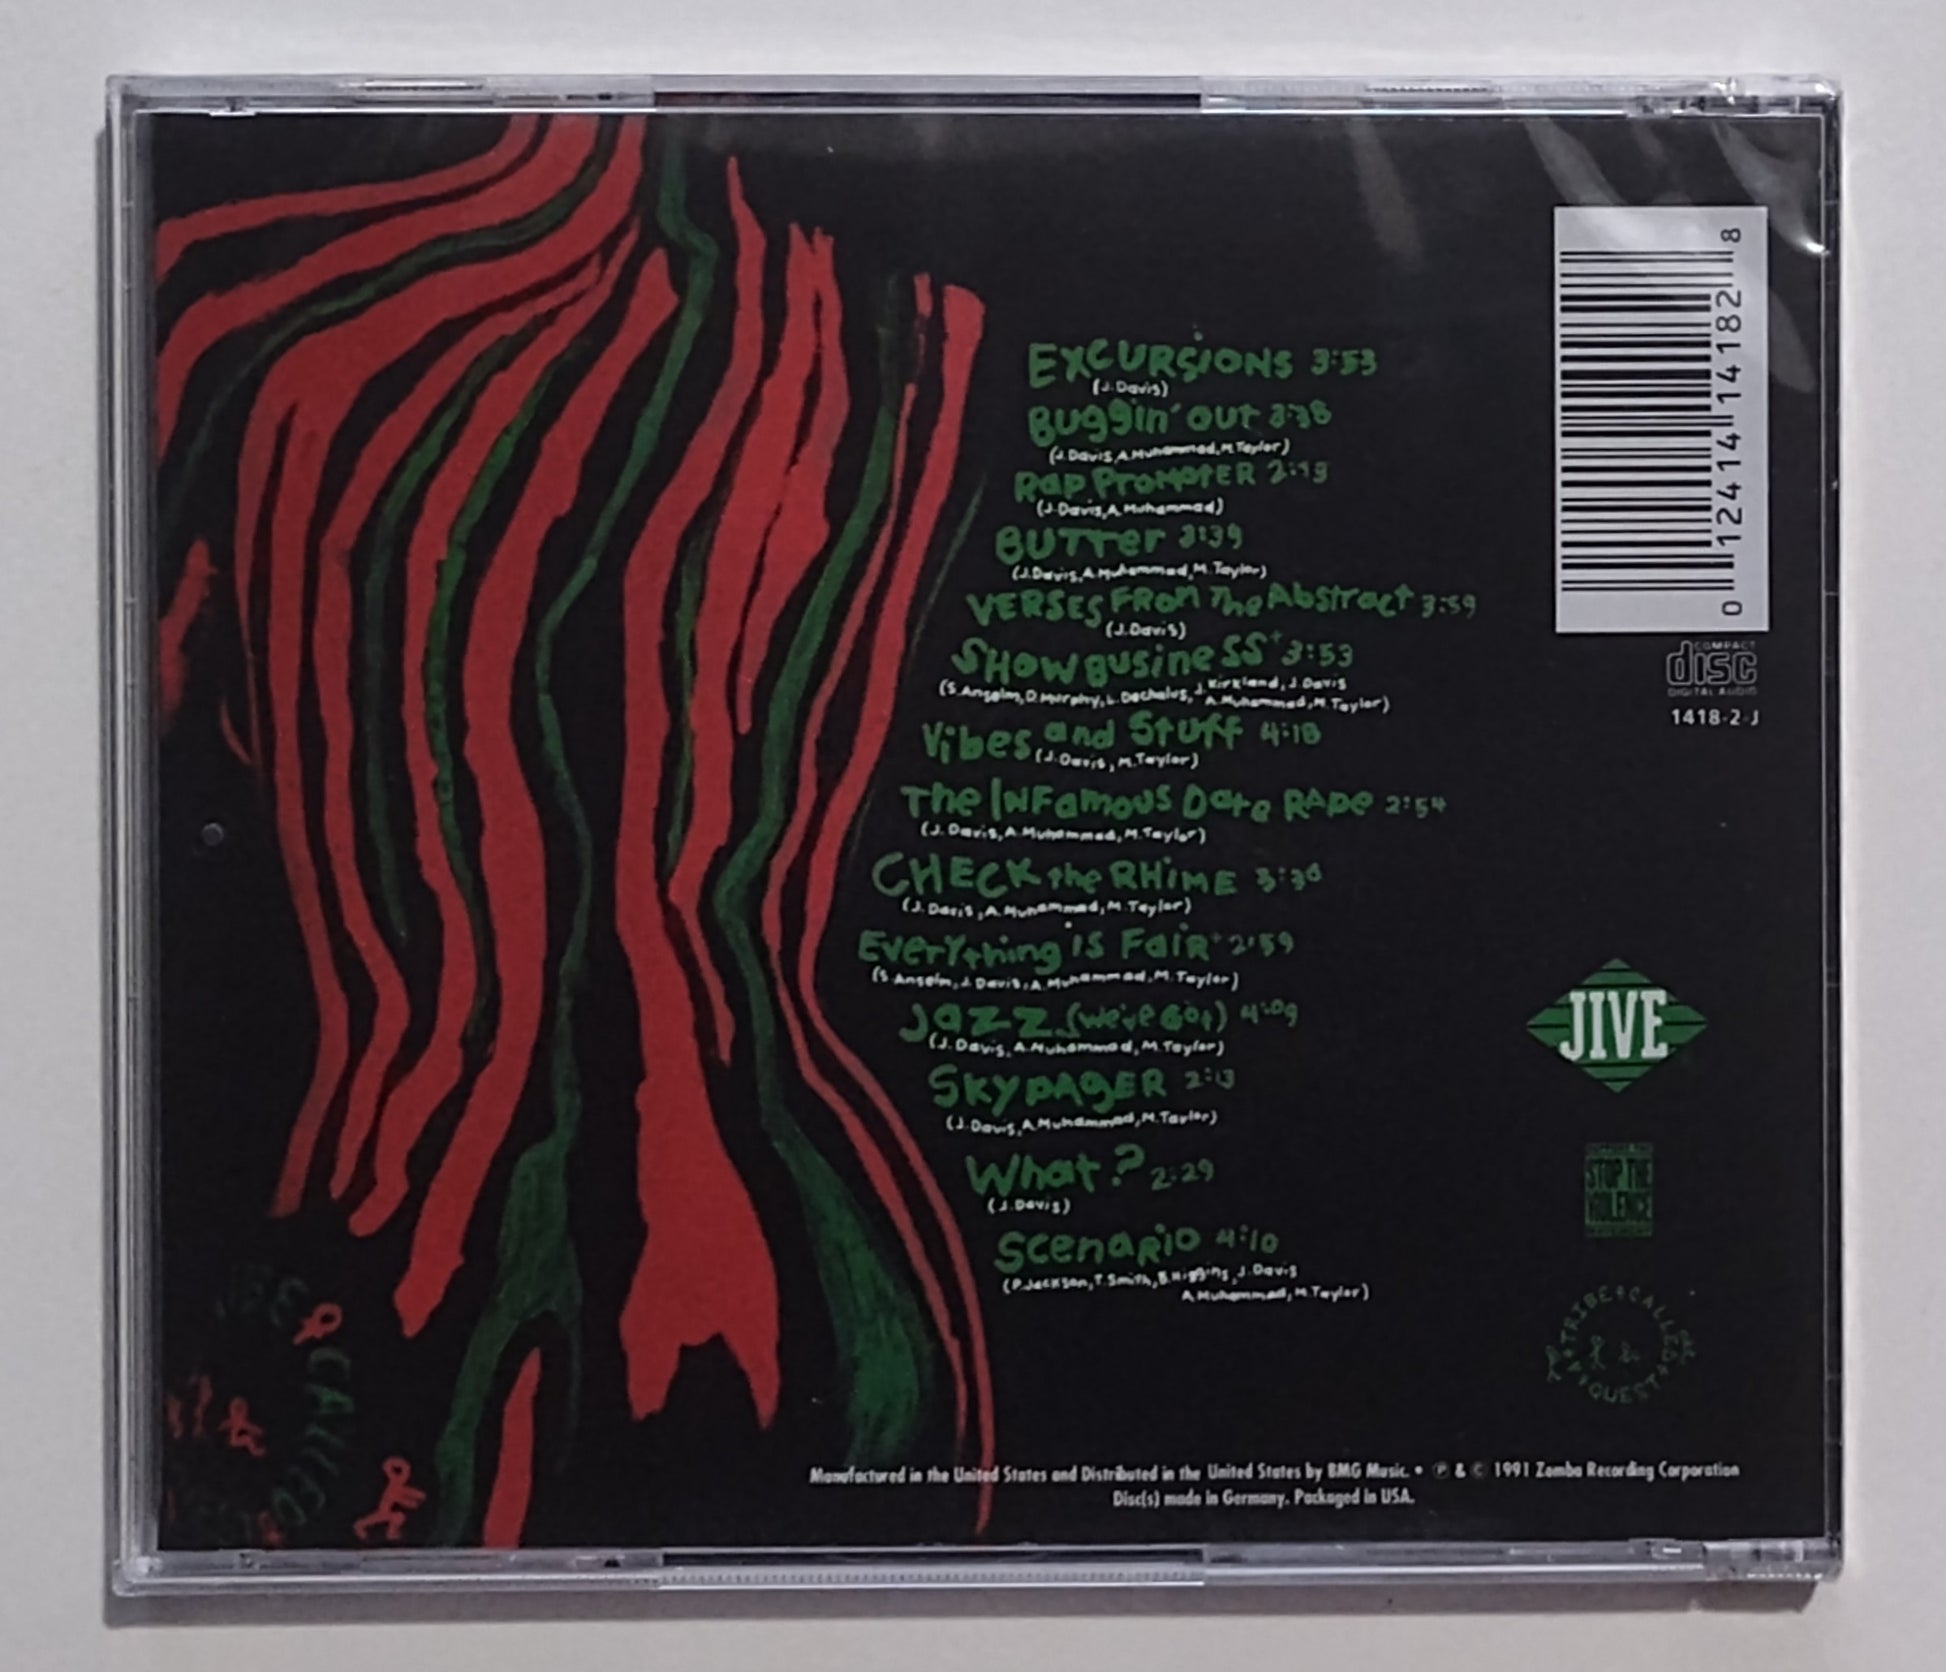 EXCURSIONS 3:53
(J. Davis)
Buggin' out 3:38
(J. Davis, A. Muhammad, M. Taylor)
Rap Promoter 2:13
(J. Davis, A. Muhammad)
Butter 3:39
(J. Davis, A. Muhammad, M. Taylor)
VERSES FROM The Abstract 3:59
(J. Davis)
SHOWBUSINESS+ 3:53
(S. Anselm, D. Murphy, L. Dechalus, J. Kirkland, J. Davis
A. Muhammad, M. Taylor)
Vibes and Stuff 4:18
(J. Davis, M. Taylor)
The INFamous Date RAPe 2:54
(J. Davis, A. Muhammad, M. Taylor)
CHECK the RHIME 3:36
(J. Davis, A. Muhammad, M. Taylor)
EVERYthing is FaiR+ 2:59
(S. Anselm, J. Davis, A. Muhammad, M. Taylor)
Jazz (we've Got) 4:09
(J. Davis, A. Muhammad, M. Taylor)
SKYPAGER 2:13
(J. Davis, A. Muhammad, M. Taylor)
What? 2:29
(J. Davis)
ScenaRio 4:10
(P. Jackson, T. Smith, B. Higgins, J. Davis
A. Muhammad, M. Taylor)
0 12414 14182 8
COMPACT
disc
DIGITAL AUDIO
1418-2-J
JIVE
STOP THE
VIOLENCE
A TRIBE CALLED QUEST
CALLED
Manufactured in the United States and Distributed in the United States by BMG Music. • ℗ & © 1991 Zomba Recording Corporation
Disc(s) made in Germany. Packaged in USA.